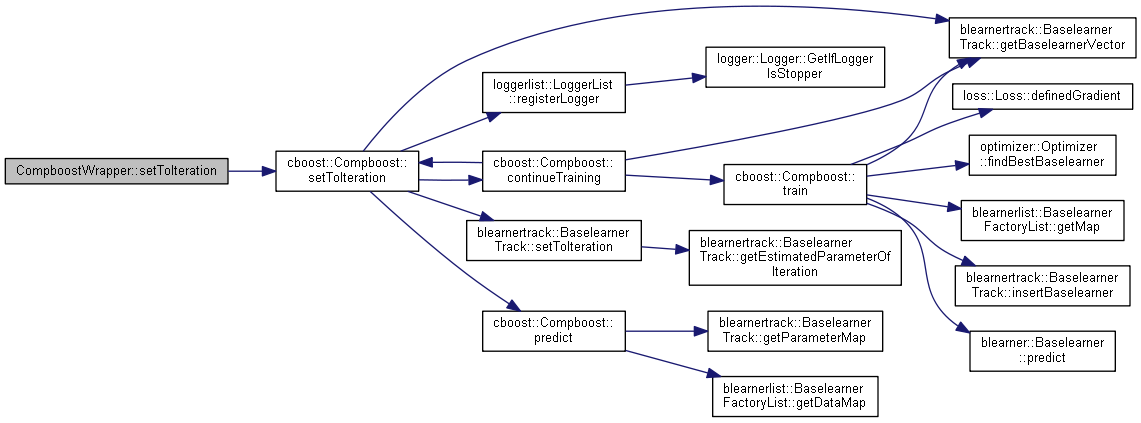 CompboostWrapper::setToIteration
cboost::Compboost::
setToIteration
loggerlist::LoggerList
::registerLogger
cboost::Compboost::
continueTraining
blearnertrack::Baselearner
Track::setToIteration
cboost::Compboost::
predict
logger::Logger::GetIfLogger
IsStopper
cboost::Compboost::
train
blearnertrack::Baselearner
Track::getEstimatedParameterOf
Iteration
blearnertrack::Baselearner
Track::getParameterMap
blearnerlist::Baselearner
FactoryList::getDataMap
blearnertrack::Baselearner
Track::getBaselearnerVector
loss::Loss::definedGradient
optimizer::Optimizer
::findBestBaselearner
blearnerlist::Baselearner
FactoryList::getMap
blearnertrack::Baselearner
Track::insertBaselearner
blearner::Baselearner
::predict